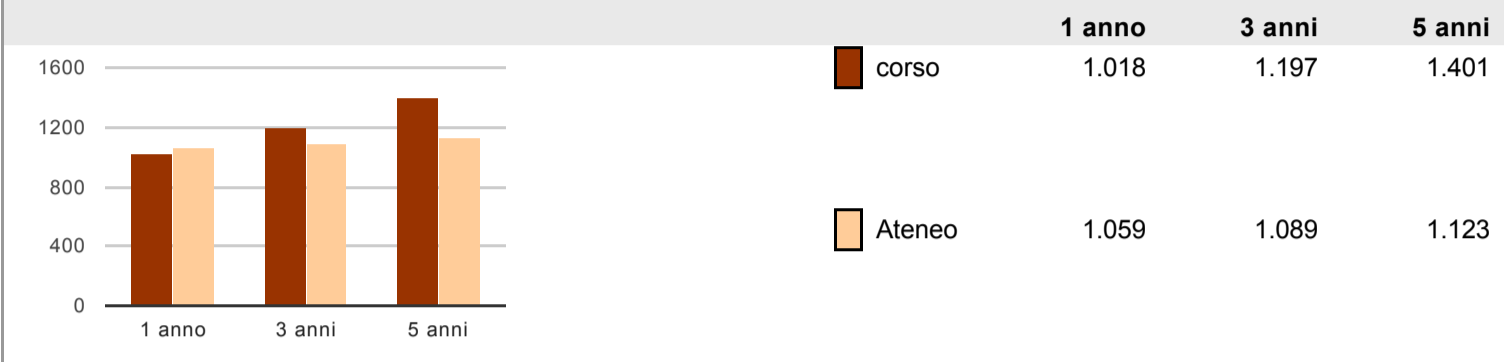 1 anno 3 anni 5 anni
1600
1200
800
400
0
1 anno 3 anni 5 anni
corso 1.018 1.197 1.401
Ateneo 1.059 1.089 1.123